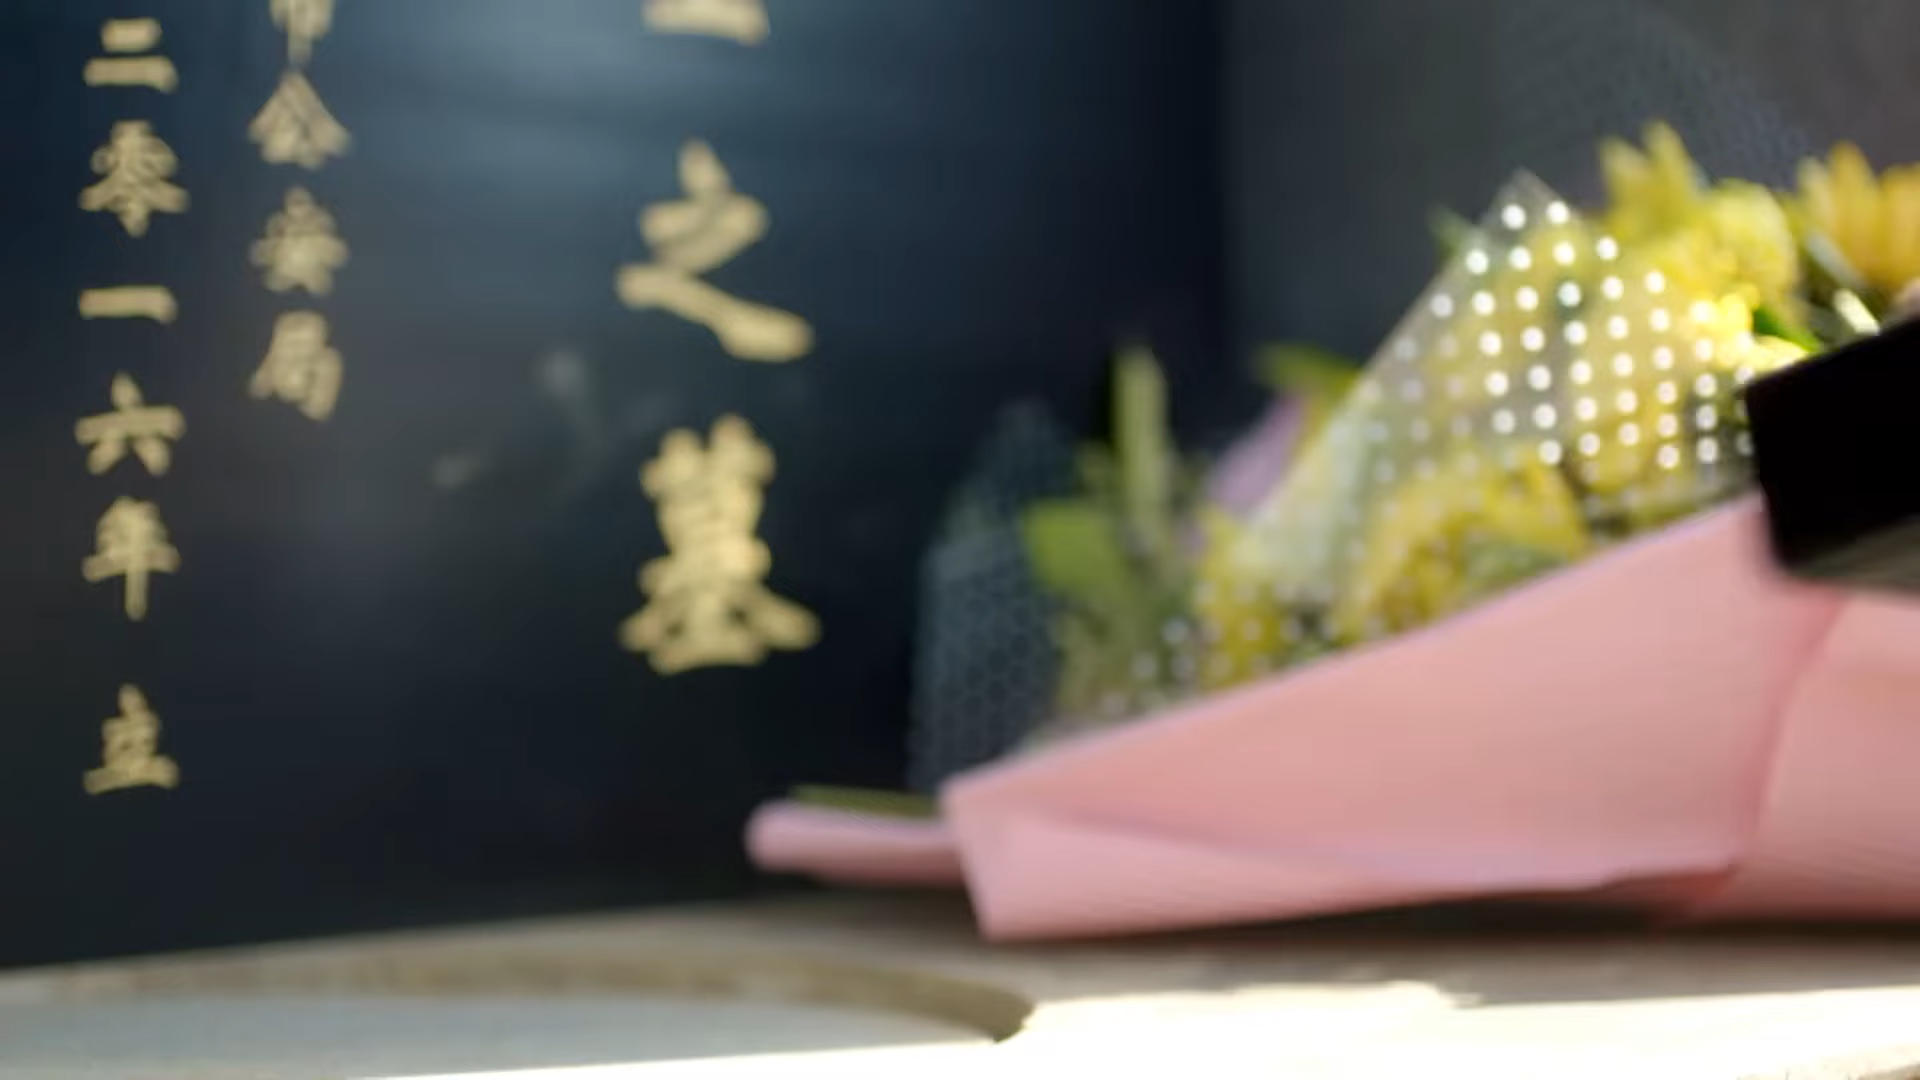 之墓
公安局
二零一六年 立